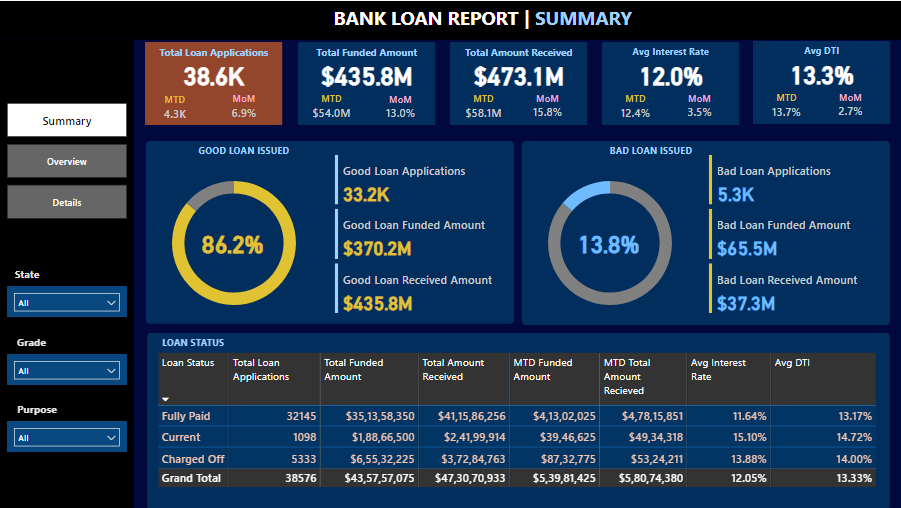 BANK LOAN REPORT | SUMMARY
Total Loan Applications
38.6K
MTD MoM
4.3K 6.9%
Total Funded Amount
$435.8M
MTD MoM
$54.0M 13.0%
Total Amount Received
$473.1M
MTD MoM
$58.1M 15.8%
Avg Interest Rate
12.0%
MTD MoM
12.4% 3.5%
Avg DTI
13.3%
MTD MoM
13.7% 2.7%
Summary
Overview
Details
State
All
Grade
All
Purpose
All
GOOD LOAN ISSUED
86.2%
Good Loan Applications
33.2K
Good Loan Funded Amount
$370.2M
Good Loan Received Amount
$435.8M
BAD LOAN ISSUED
13.8%
Bad Loan Applications
5.3K
Bad Loan Funded Amount
$65.5M
Bad Loan Received Amount
$37.3M
LOAN STATUS
Loan Status Total Loan Applications Total Funded Amount Total Amount Received MTD Funded Amount MTD Total Amount Recieved Avg Interest Rate Avg DTI
Fully Paid 32145 $35,13,58,350 $41,15,86,256 $4,13,02,025 $4,78,15,851 11.64% 13.17%
Current 1098 $1,88,66,500 $2,41,99,914 $39,46,625 $49,34,318 15.10% 14.72%
Charged Off 5333 $6,55,32,225 $3,72,84,763 $87,32,775 $53,24,211 13.88% 14.00%
Grand Total 38576 $43,57,57,075 $47,30,70,933 $5,39,81,425 $5,80,74,380 12.05% 13.33%